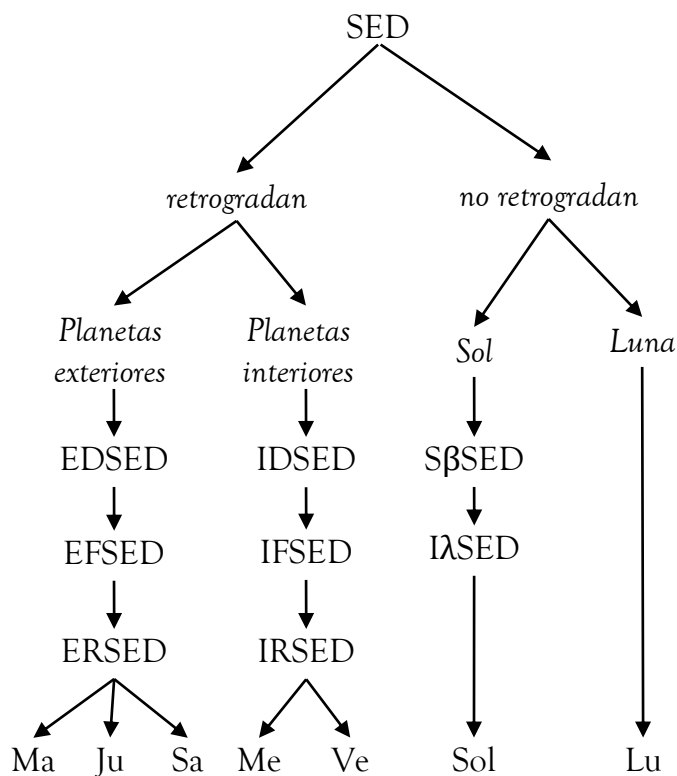 SED
retrogradan
no retrogradan
Planetas
exteriores
Planetas
interiores
Sol
Luna
EDSED
IDSED
SβSED
EFSED
IFSED
IλSED
ERSED
IRSED
Ma
Ju
Sa
Me
Ve
Sol
Lu